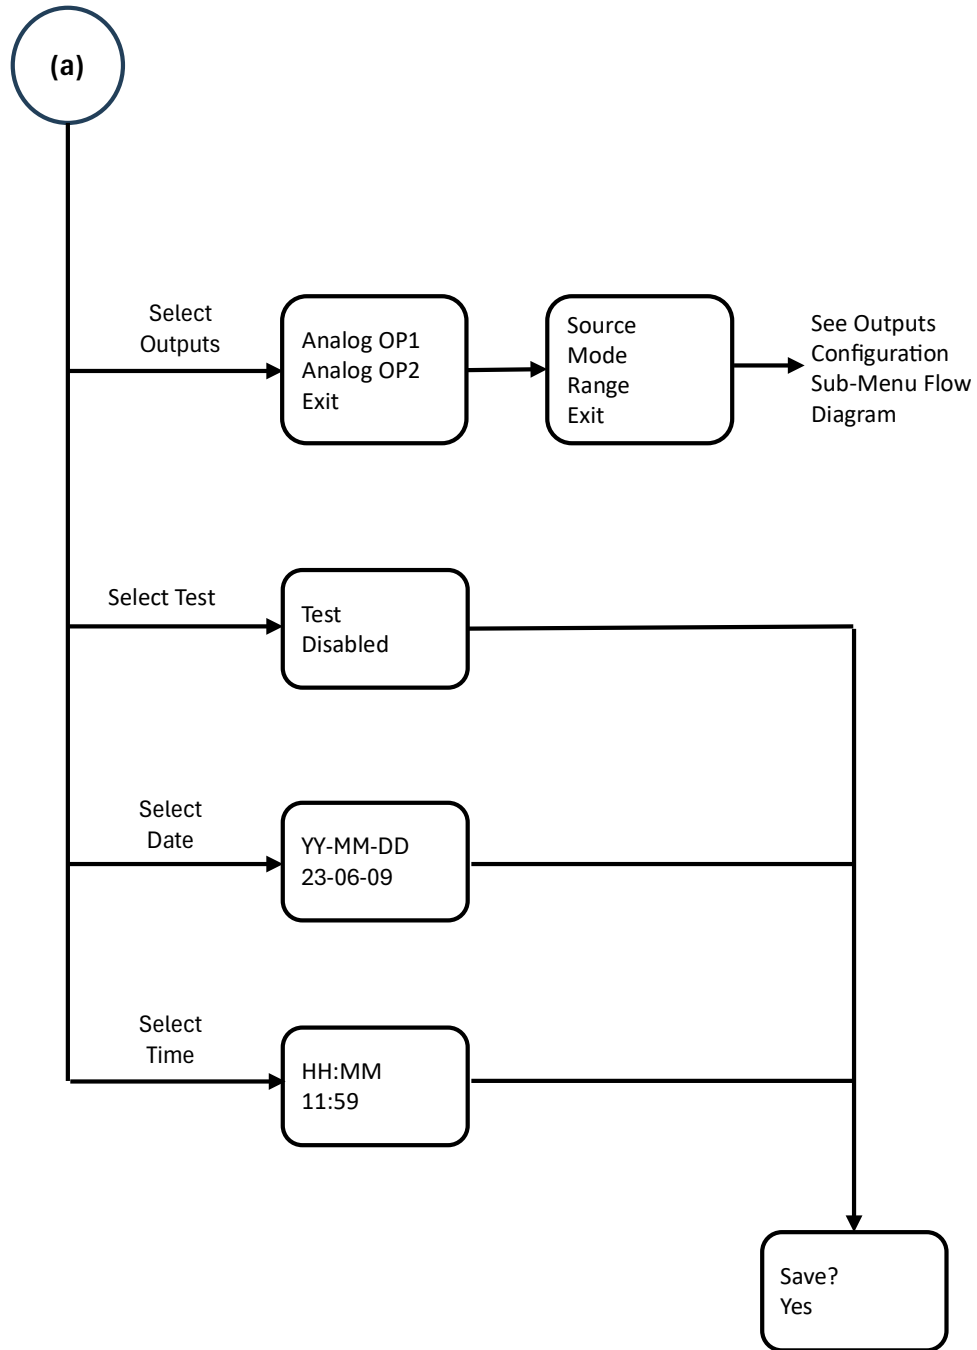 (a)
Select
Outputs
Analog OP1
Analog OP2
Exit
Source
Mode
Range
Exit
See Outputs
Configuration
Sub-Menu Flow
Diagram
Select Test
Test
Disabled
Select
Date
YY-MM-DD
23-06-09
Select
Time
HH:MM
11:59
Save?
Yes